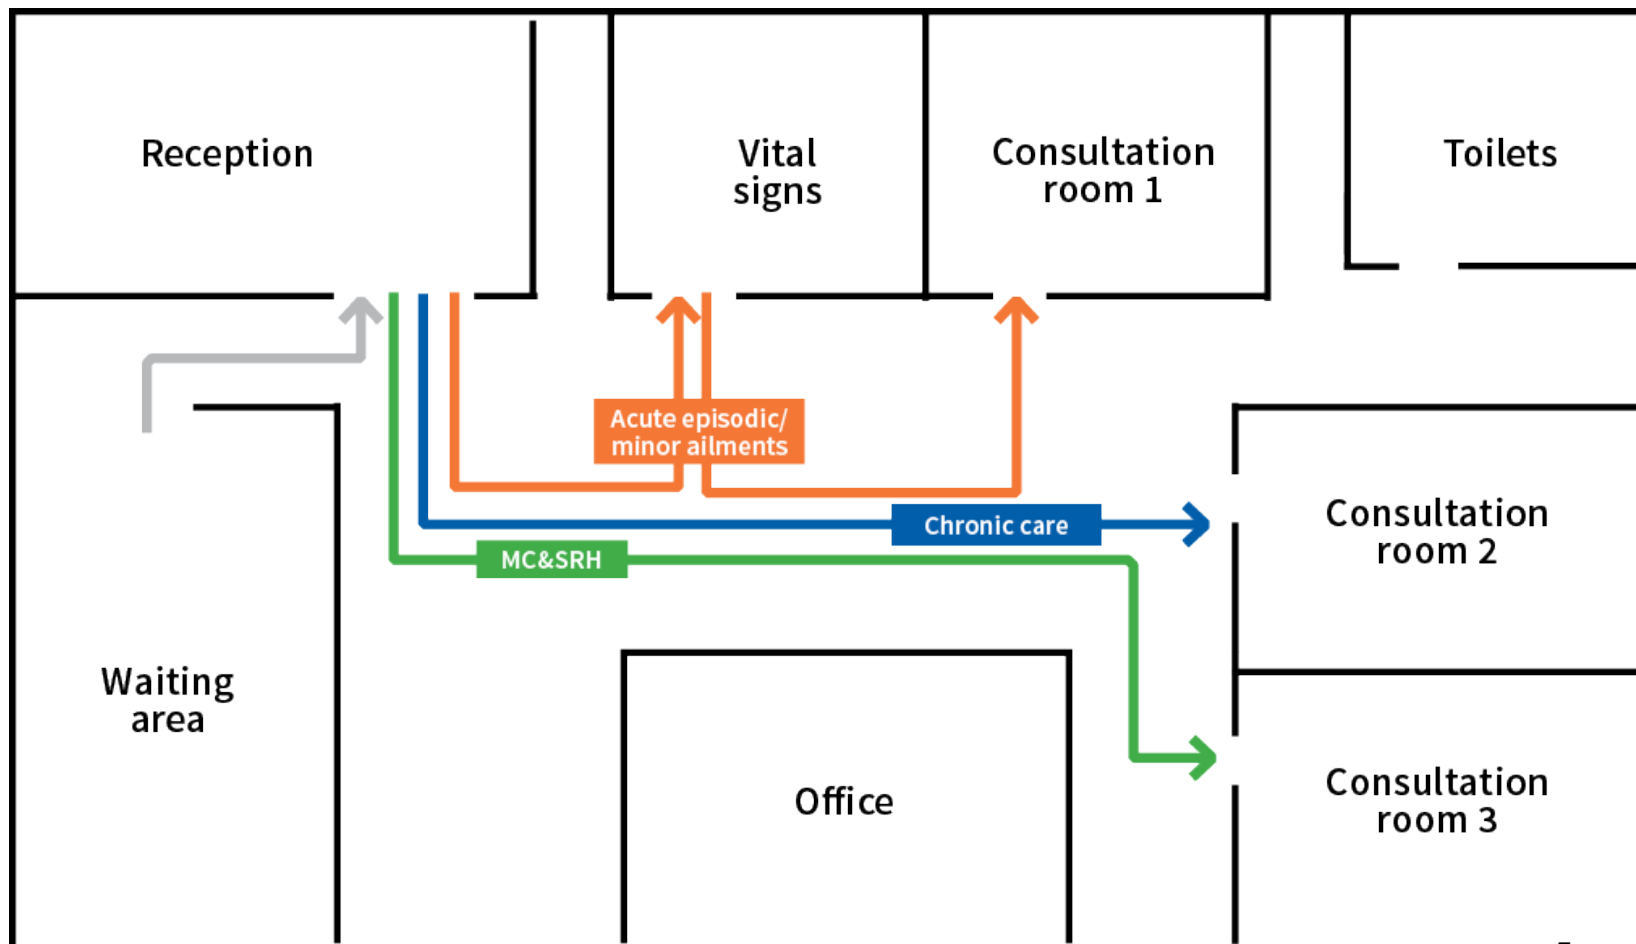 Reception
Vital
signs
Consultation
room 1
Toilets
Acute episodic/
minor ailments
Chronic care
MC&SRH
Consultation
room 2
Waiting
area
Office
Consultation
room 3